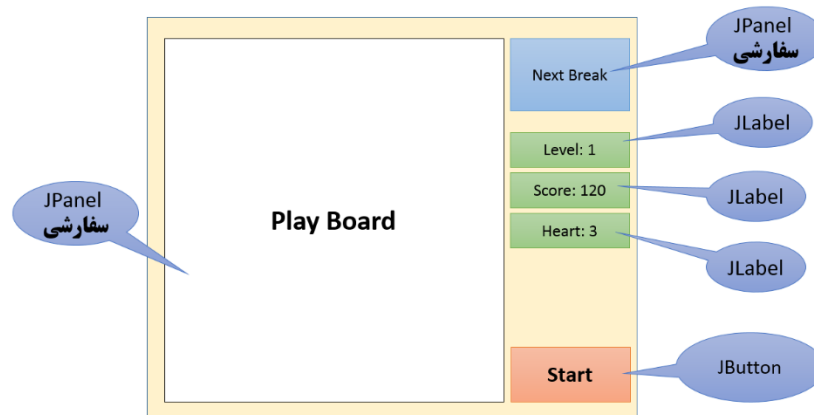 JPanel
سفارشی
Next Break
JLabel
Level: 1
JLabel
Score: 120
JPanel
سفارشی
Play Board
Heart: 3
JLabel
Start
JButton